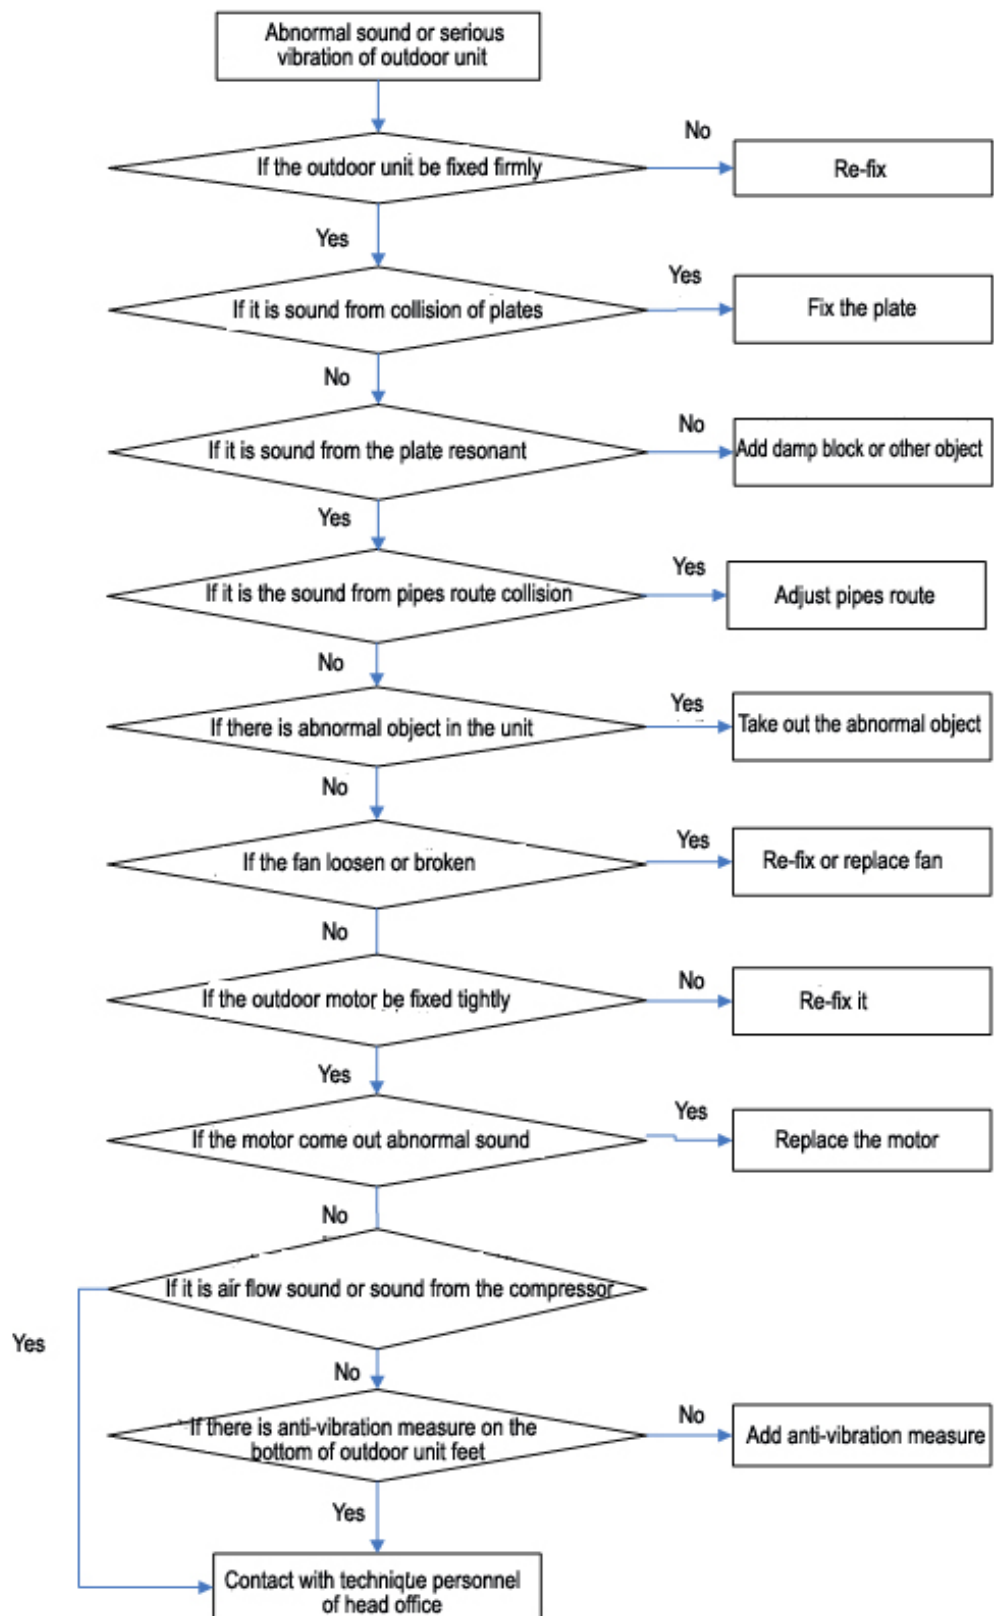 Abnormal sound or serious
vibration of outdoor unit
No
If the outdoor unit be fixed firmly
Re-fix
Yes
Yes
If it is sound from collision of plates
Fix the plate
No
No
If it is sound from the plate resonant
Add damp block or other object
Yes
Yes
If it is the sound from pipes route collision
Adjust pipes route
No
Yes
If there is abnormal object in the unit
Take out the abnormal object
No
Yes
If the fan loosen or broken
Re-fix or replace fan
No
No
If the outdoor motor be fixed tightly
Re-fix it
Yes
Yes
If the motor come out abnormal sound
Replace the motor
No
If it is air flow sound or sound from the compressor
Yes
No
If there is anti-vibration measure on the
bottom of outdoor unit feet
No
Add anti-vibration measure
Yes
Contact with technique personnel
of head office